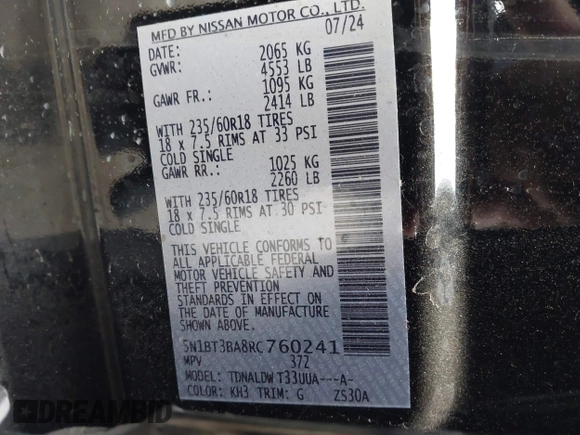 MFD BY NISSAN MOTOR CO., LTD.
DATE: 07/24
GVWR: 2065 KG
4553 LB
GAWR FR.: 1095 KG
2414 LB
WITH 235/60R18 TIRES
18 x 7.5 RIMS AT 33 PSI
COLD SINGLE
GAWR RR.: 1025 KG
2260 LB
WITH 235/60R18 TIRES
18 x 7.5 RIMS AT 30 PSI
COLD SINGLE
THIS VEHICLE CONFORMS TO
ALL APPLICABLE FEDERAL
MOTOR VEHICLE SAFETY AND
THEFT PREVENTION
STANDARDS IN EFFECT ON
THE DATE OF MANUFACTURE
SHOWN ABOVE.
5N1BT3BA8RC760241
MPV 372
MODEL: TDNALDW T33UUA---A-
COLOR: KH3 TRIM: G ZS30A
DREAMBID